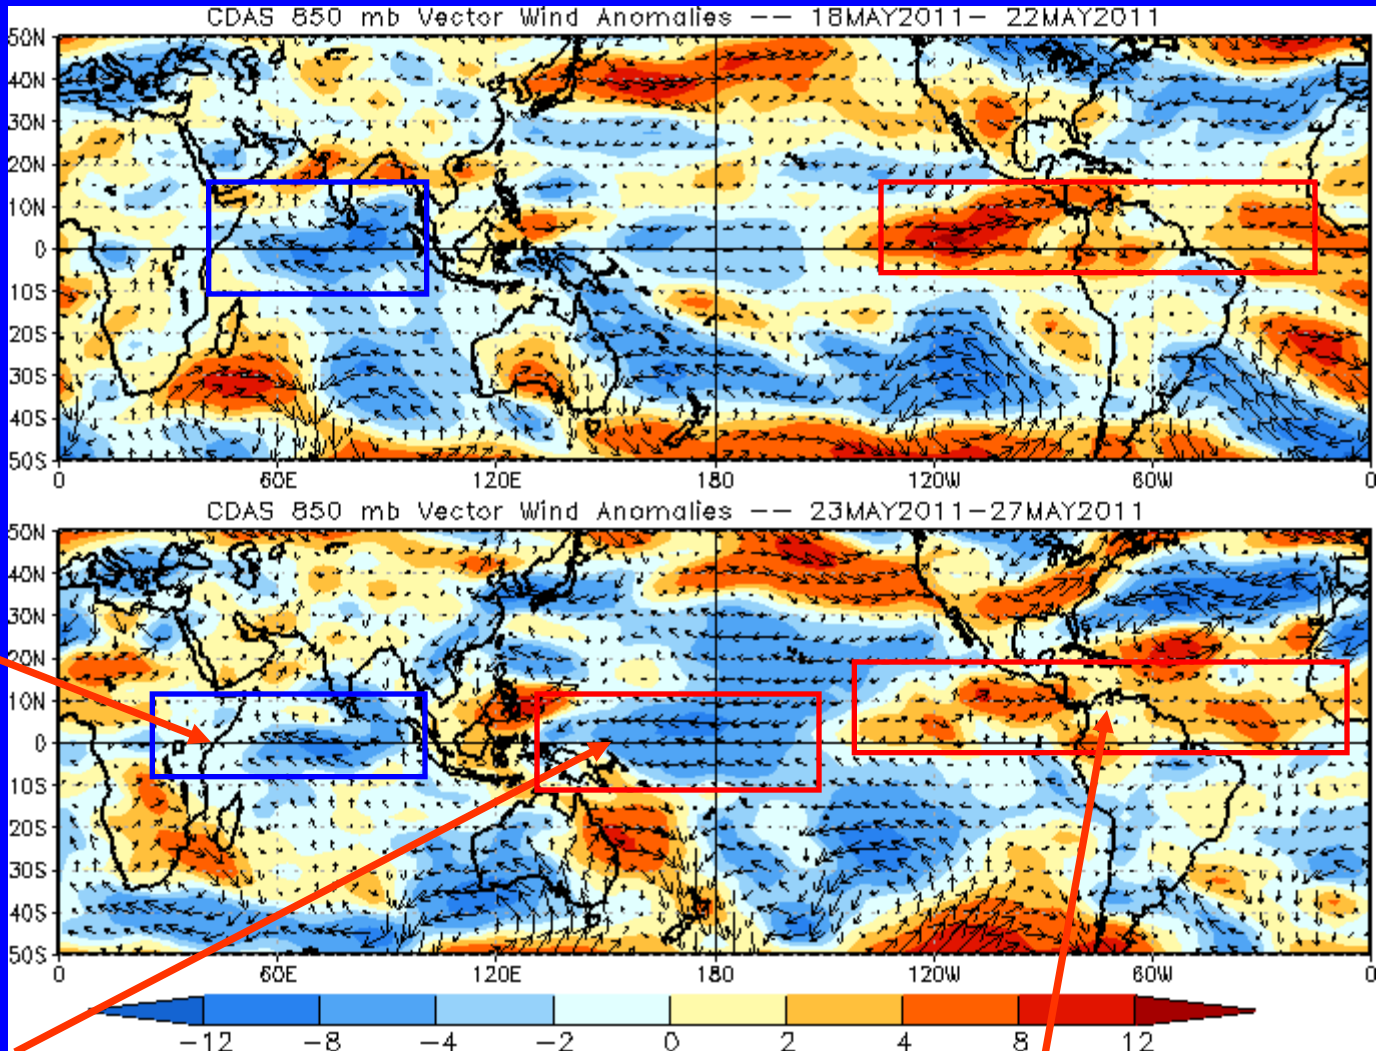 CDAS 850 mb Vector Wind Anomalies -- 18MAY2011- 22MAY2011
50N
40N
30N
20N
10N
0
10S
20S
30S
40S
50S
0 60E 120E 180 120W 60W 0
CDAS 850 mb Vector Wind Anomalies -- 23MAY2011-27MAY2011
50N
40N
30N
20N
10N
0
10S
20S
30S
40S
50S
0 60E 120E 180 120W 60W 0
-12 -8 -4 -2 0 2 4 8 12